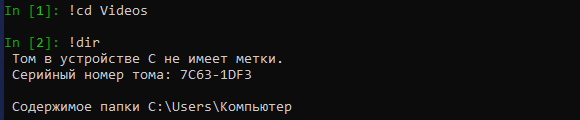 In [1]: !cd Videos
In [2]: !dir
Том в устройстве C не имеет метки.
Серийный номер тома: 7C63-1DF3
Содержимое папки C:\Users\Компьютер